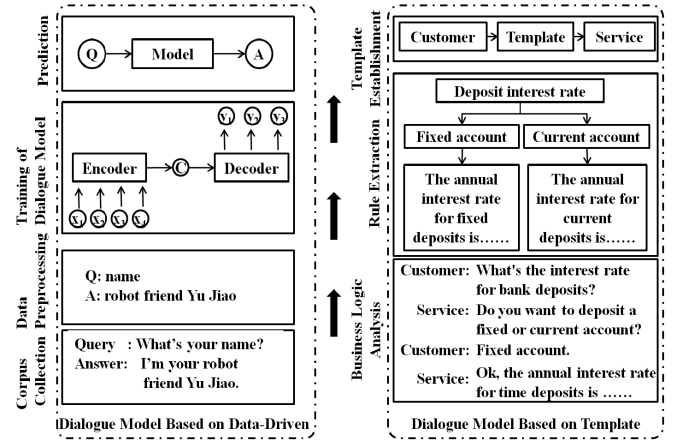 Prediction
Q
Model
A
Training of
Dialogue Model
y1
y2
y3
Encoder
C
Decoder
x1
x2
x3
x4
Data
Preprocessing
Q: name
A: robot friend Yu Jiao
Corpus
Collection
Query : What's your name?
Answer: I'm your robot
friend Yu Jiao.
Dialogue Model Based on Data-Driven
Template
Establishment
Customer
Template
Service
Rule Extraction
Deposit interest rate
Fixed account
Current account
The annual
interest rate
for fixed
deposits is……
The annual
interest rate for
current
deposits is……
Business Logic
Analysis
Customer: What's the interest rate
for bank deposits?
Service: Do you want to deposit a
fixed or current account?
Customer: Fixed account.
Service: Ok, the annual interest rate
for time deposits is ……
Dialogue Model Based on Template